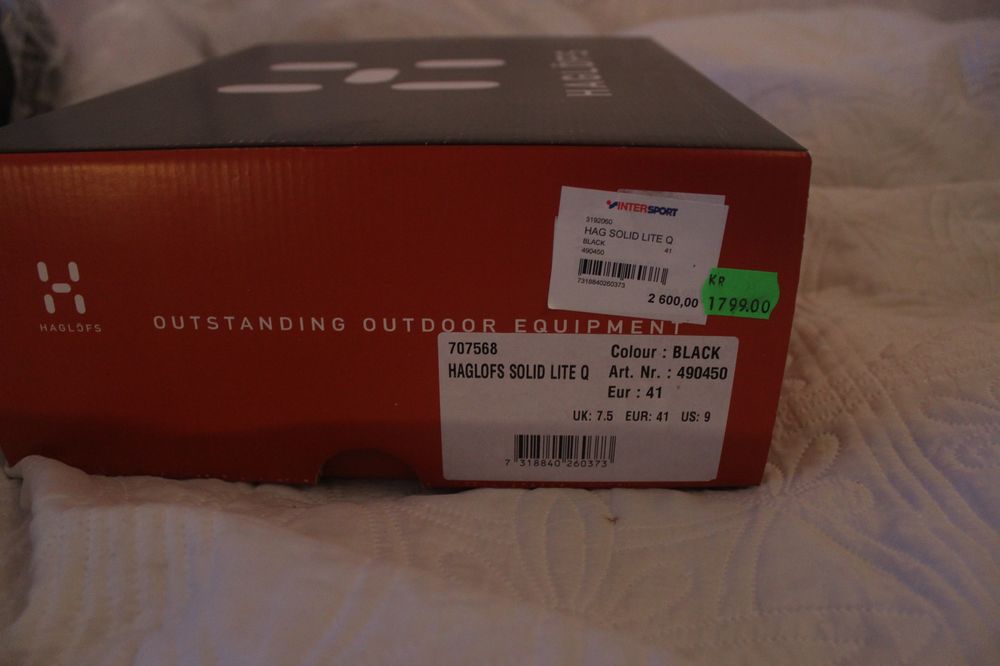 HAGLÖFS
INTERSPORT
3192060
HAG SOLID LITE Q
BLACK 41
490450
7318840260373
2 600,00
KR
1799.00
HAGLÖFS
OUTSTANDING OUTDOOR EQUIPMENT
707568 Colour : BLACK
HAGLOFS SOLID LITE Q Art. Nr. : 490450
Eur : 41
UK: 7.5 EUR: 41 US: 9
7 318840 260373